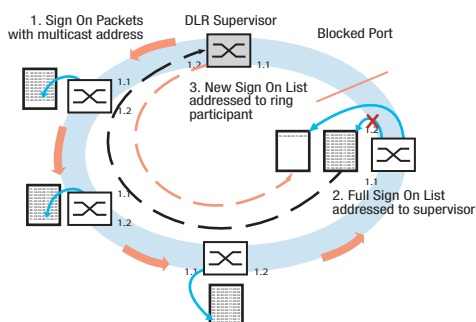 1. Sign On Packets
with multicast address
DLR Supervisor
Blocked Port
1.2
1.1
3. New Sign On List
addressed to ring
participant
1.1
1.2
1.2
1.1
2. Full Sign On List
addressed to supervisor
1.1
1.2
1.1
1.2